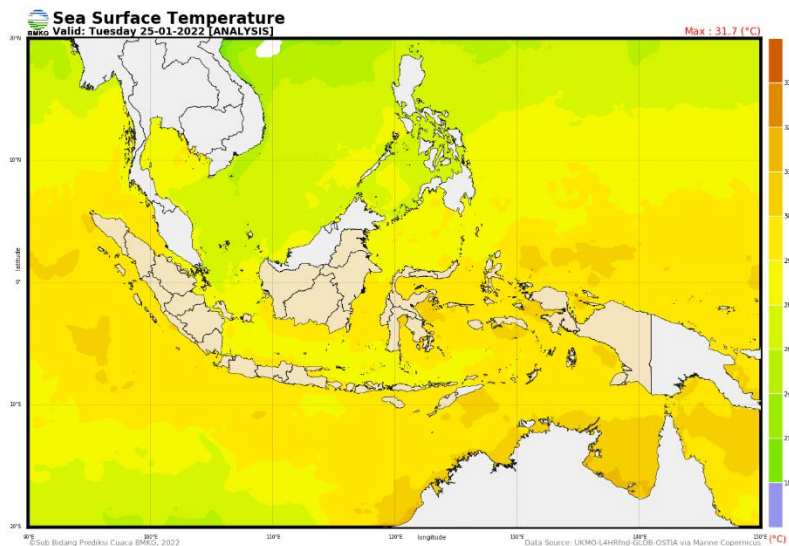 Sea Surface Temperature
BMKG
Valid: Tuesday 25-01-2022 [ANALYSIS]
Max : 31.7 (°C)
20°N
10°N
0°
10°S
20°S
latitude
90°E
100°E
110°E
120°E
130°E
140°E
150°E
longitude
(°C)
©Sub Bidang Prediksi Cuaca BMKG, 2022
Data Source: UKMO-L4HRfnd-GLOB-OSTIA via Marine Copernicus